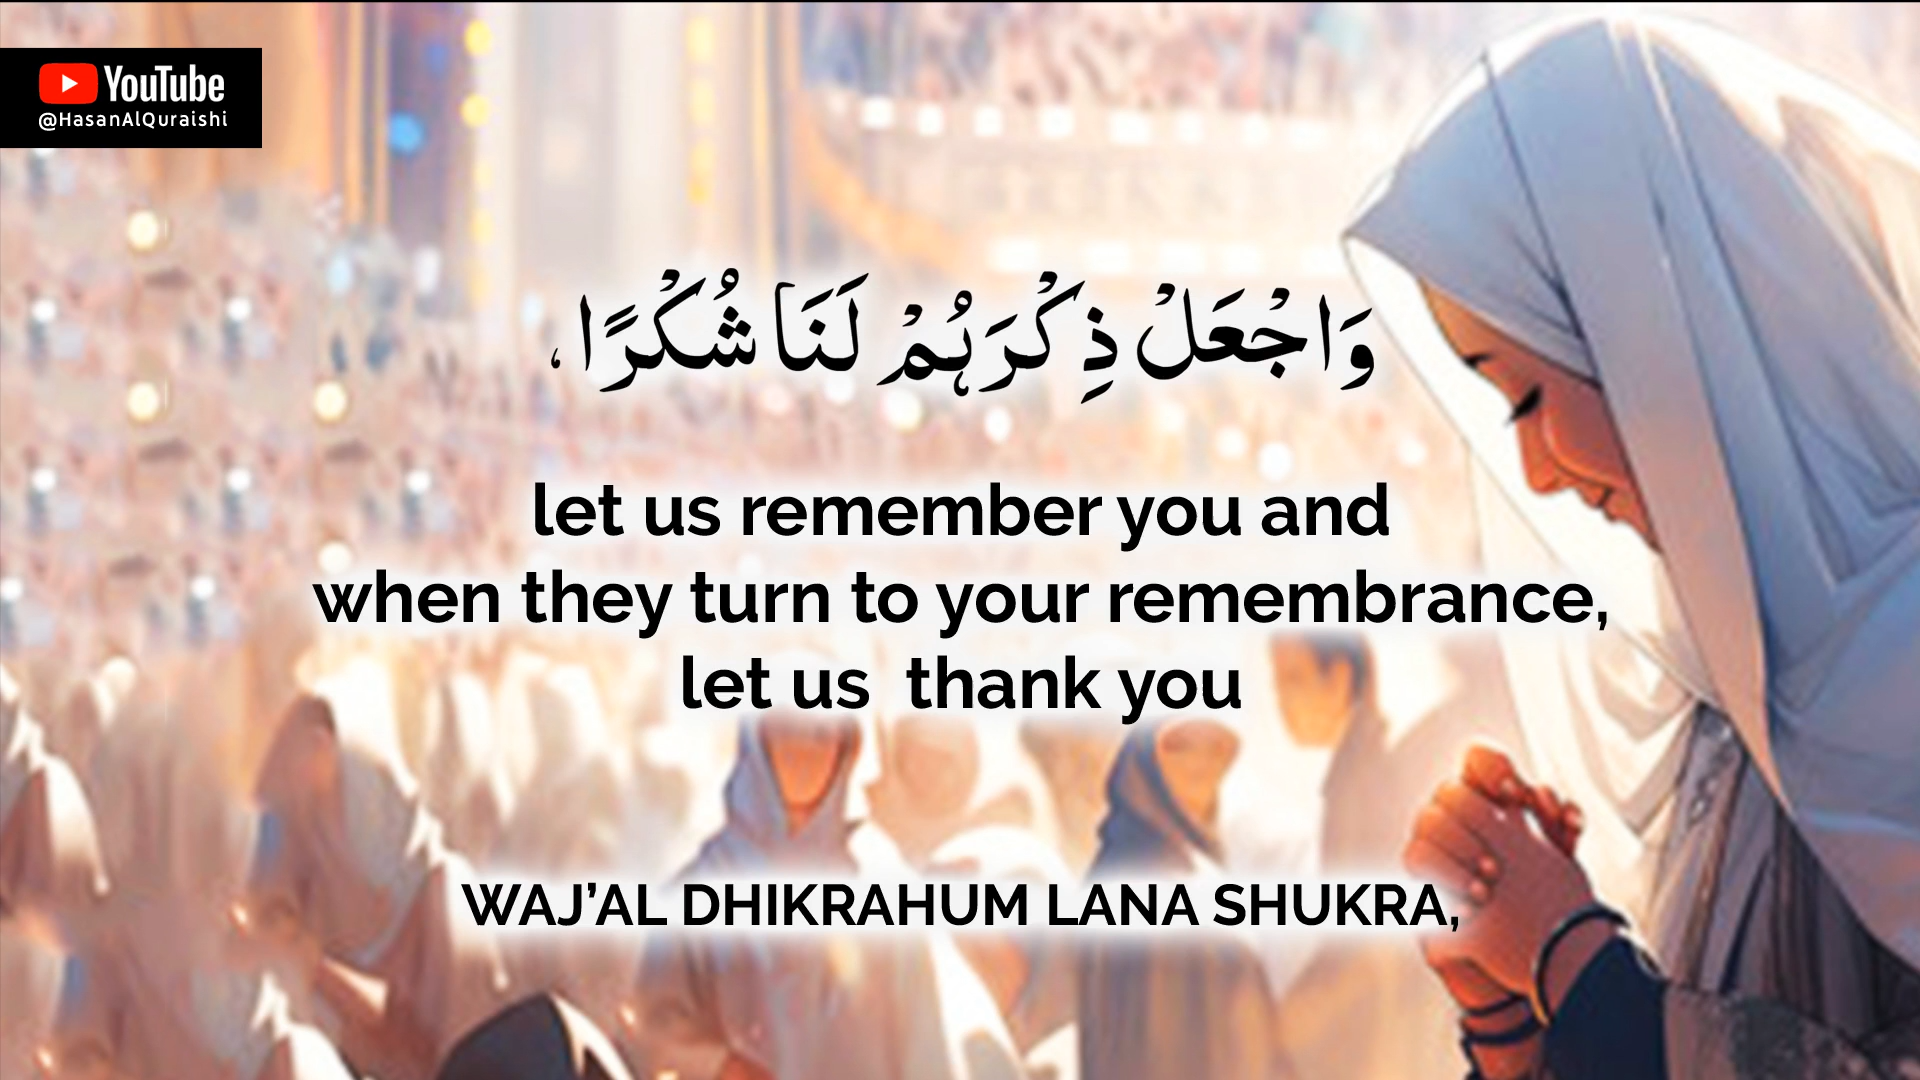 YouTube
@HasanAlQuraishi
وَاجْعَلْ ذِكْرَہُمْ لَنَا شُكْرًا،
let us remember you and
when they turn to your remembrance,
let us thank you
WAJ’AL DHIKRAHUM LANA SHUKRA,